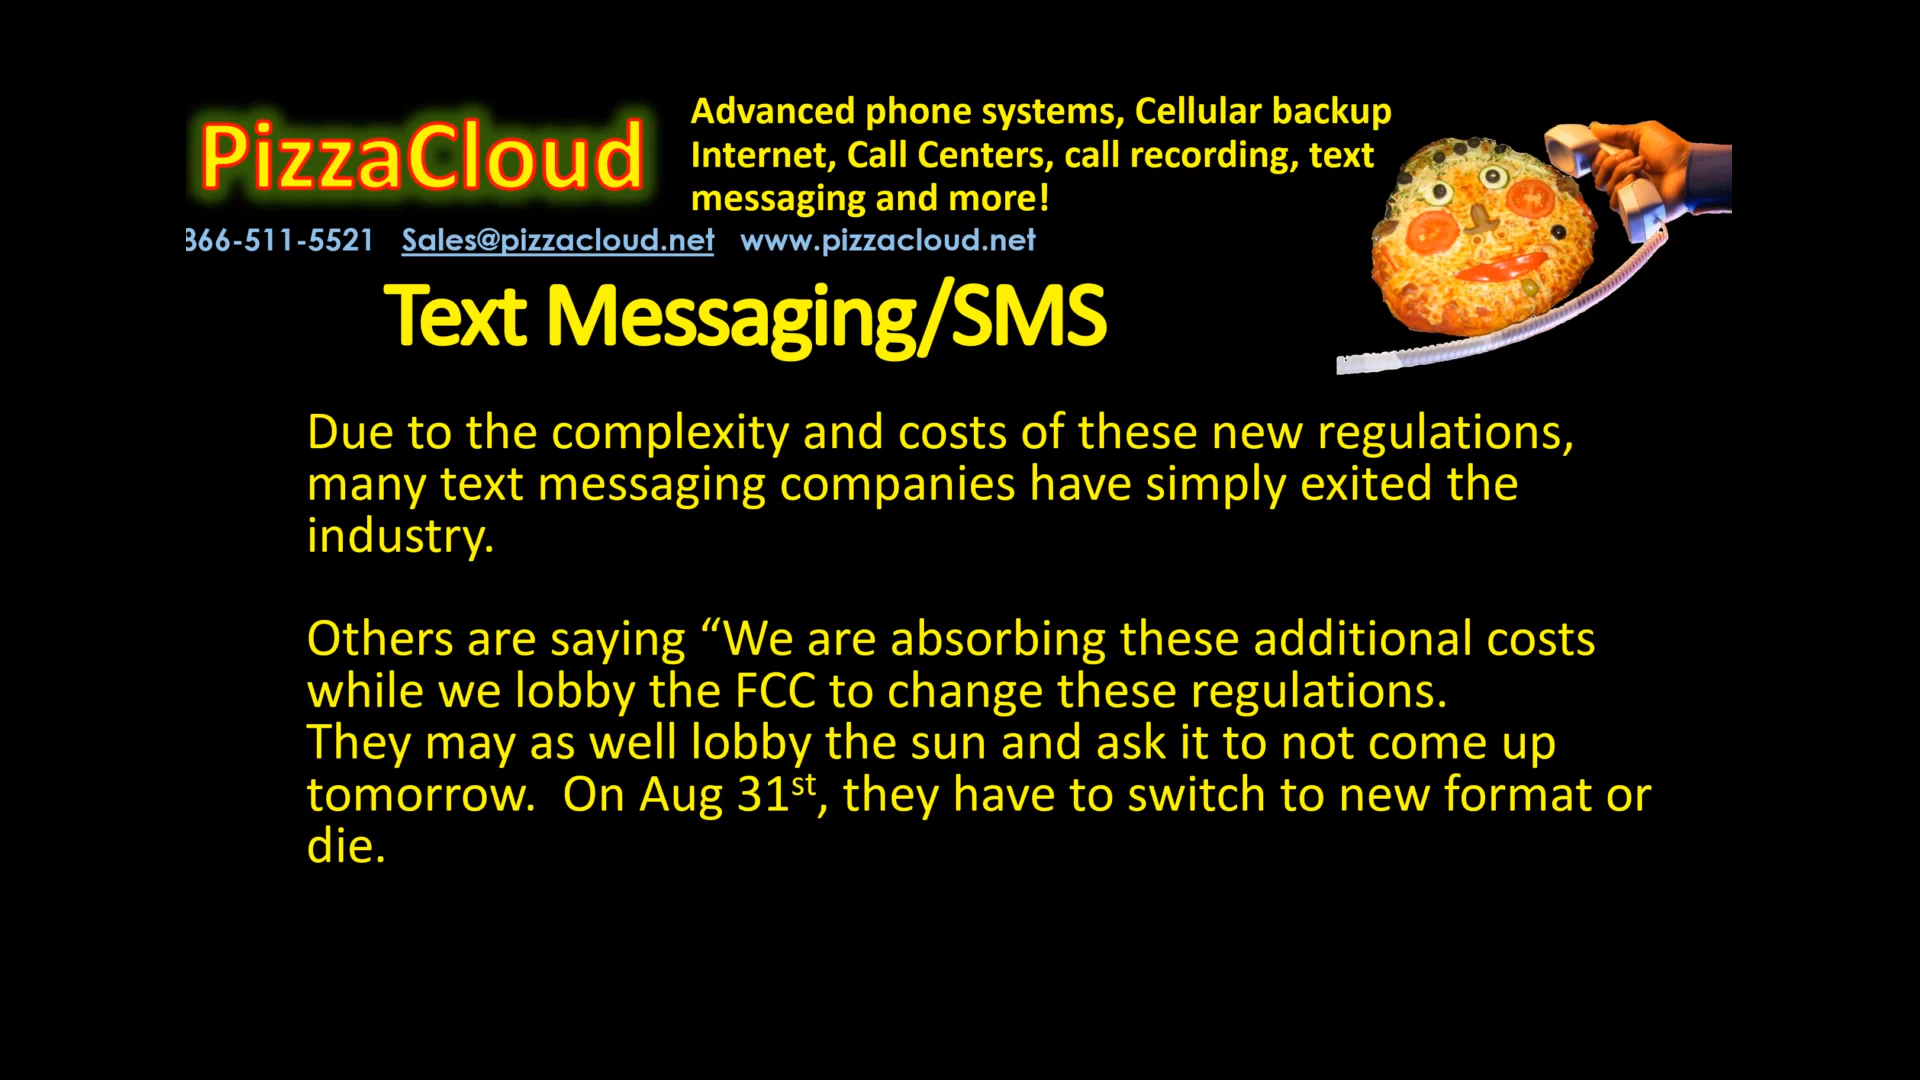 PizzaCloud
Advanced phone systems, Cellular backup
Internet, Call Centers, call recording, text
messaging and more!
866-511-5521 Sales@pizzacloud.net www.pizzacloud.net
Text Messaging/SMS
Due to the complexity and costs of these new regulations,
many text messaging companies have simply exited the
industry.
Others are saying “We are absorbing these additional costs
while we lobby the FCC to change these regulations.
They may as well lobby the sun and ask it to not come up
tomorrow.  On Aug 31st, they have to switch to new format or
die.